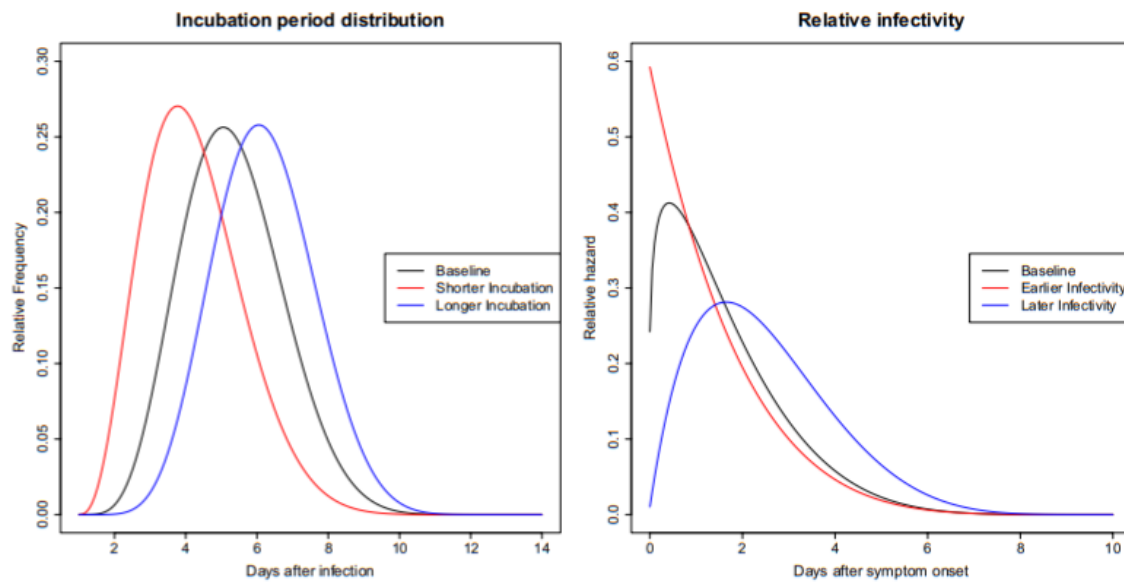 Incubation period distribution
0.30
0.25
0.20
0.15
0.10
0.05
0.00
Relative Frequency
Baseline
Shorter Incubation
Longer Incubation
2 4 6 8 10 12 14
Days after infection
Relative infectivity
0.6
0.5
0.4
0.3
0.2
0.1
0.0
Relative hazard
Baseline
Earlier Infectivity
Later Infectivity
0 2 4 6 8 10
Days after symptom onset